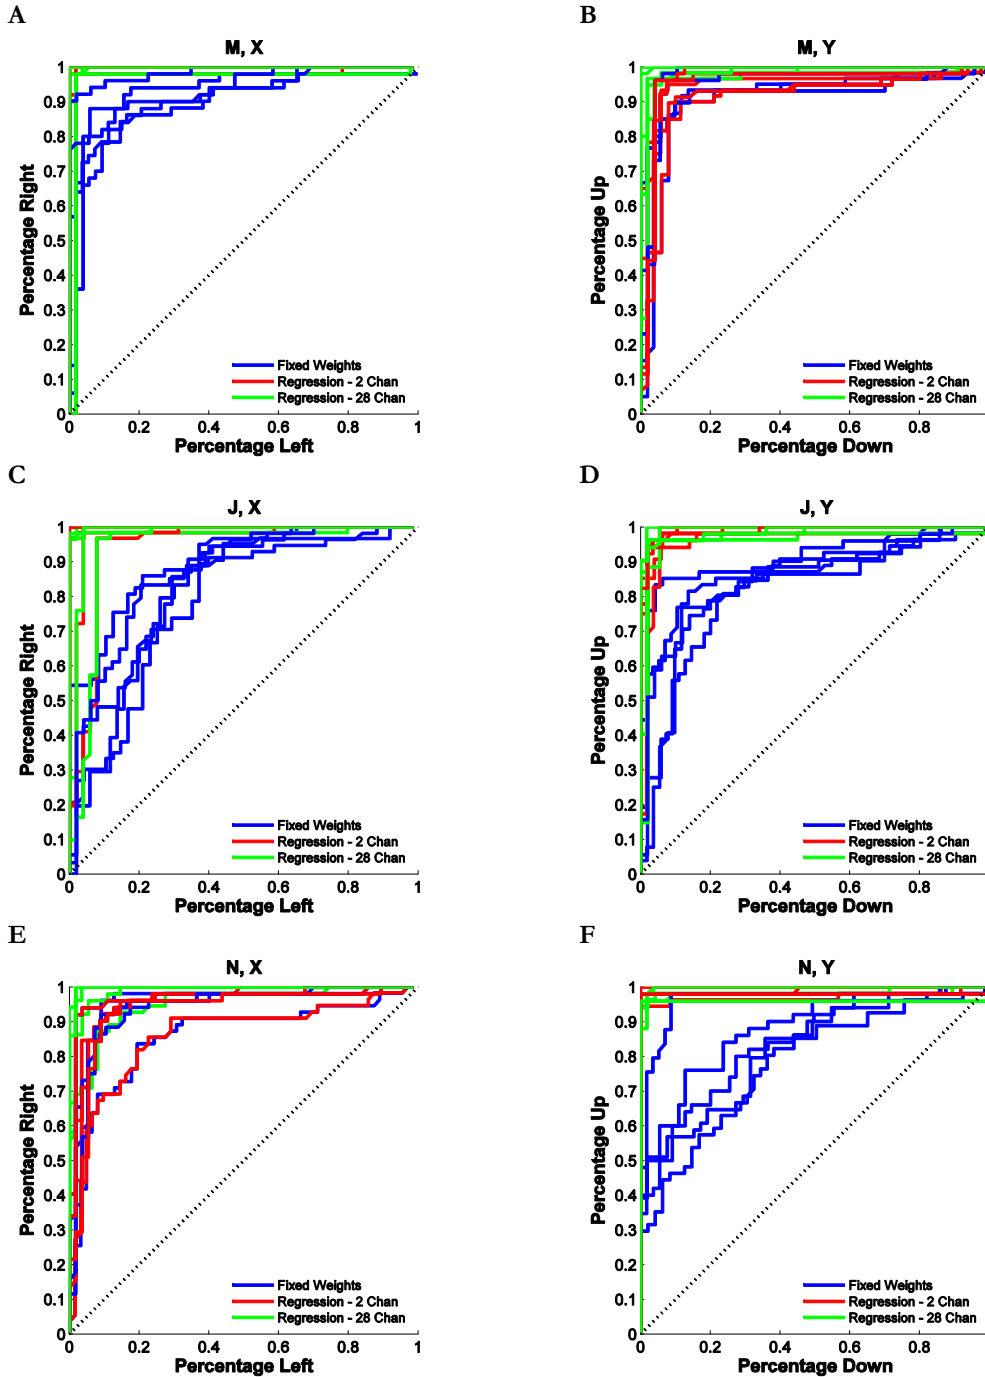 A
M, X
Percentage Right
1
0.9
0.8
0.7
0.6
0.5
0.4
0.3
0.2
0.1
0
Fixed Weights
Regression - 2 Chan
Regression - 28 Chan
0 0.2 0.4 0.6 0.8 1
Percentage Left
B
M, Y
Percentage Up
1
0.9
0.8
0.7
0.6
0.5
0.4
0.3
0.2
0.1
0
Fixed Weights
Regression - 2 Chan
Regression - 28 Chan
0 0.2 0.4 0.6 0.8
Percentage Down
C
J, X
Percentage Right
1
0.9
0.8
0.7
0.6
0.5
0.4
0.3
0.2
0.1
0
Fixed Weights
Regression - 2 Chan
Regression - 28 Chan
0 0.2 0.4 0.6 0.8 1
Percentage Left
D
J, Y
Percentage Up
1
0.9
0.8
0.7
0.6
0.5
0.4
0.3
0.2
0.1
0
Fixed Weights
Regression - 2 Chan
Regression - 28 Chan
0 0.2 0.4 0.6 0.8
Percentage Down
E
N, X
Percentage Right
1
0.9
0.8
0.7
0.6
0.5
0.4
0.3
0.2
0.1
0
Fixed Weights
Regression - 2 Chan
Regression - 28 Chan
0 0.2 0.4 0.6 0.8 1
Percentage Left
F
N, Y
Percentage Up
1
0.9
0.8
0.7
0.6
0.5
0.4
0.3
0.2
0.1
0
Fixed Weights
Regression - 2 Chan
Regression - 28 Chan
0 0.2 0.4 0.6 0.8
Percentage Down